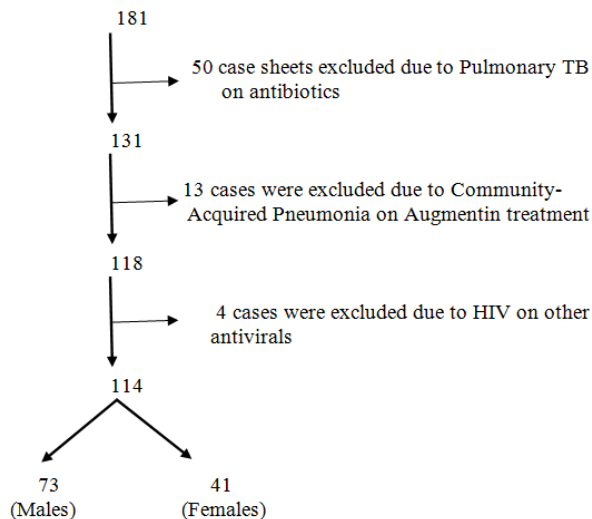 181
50 case sheets excluded due to Pulmonary TB
on antibiotics
131
13 cases were excluded due to Community-
Acquired Pneumonia on Augmentin treatment
118
4 cases were excluded due to HIV on other
antivirals
114
73
(Males)
41
(Females)